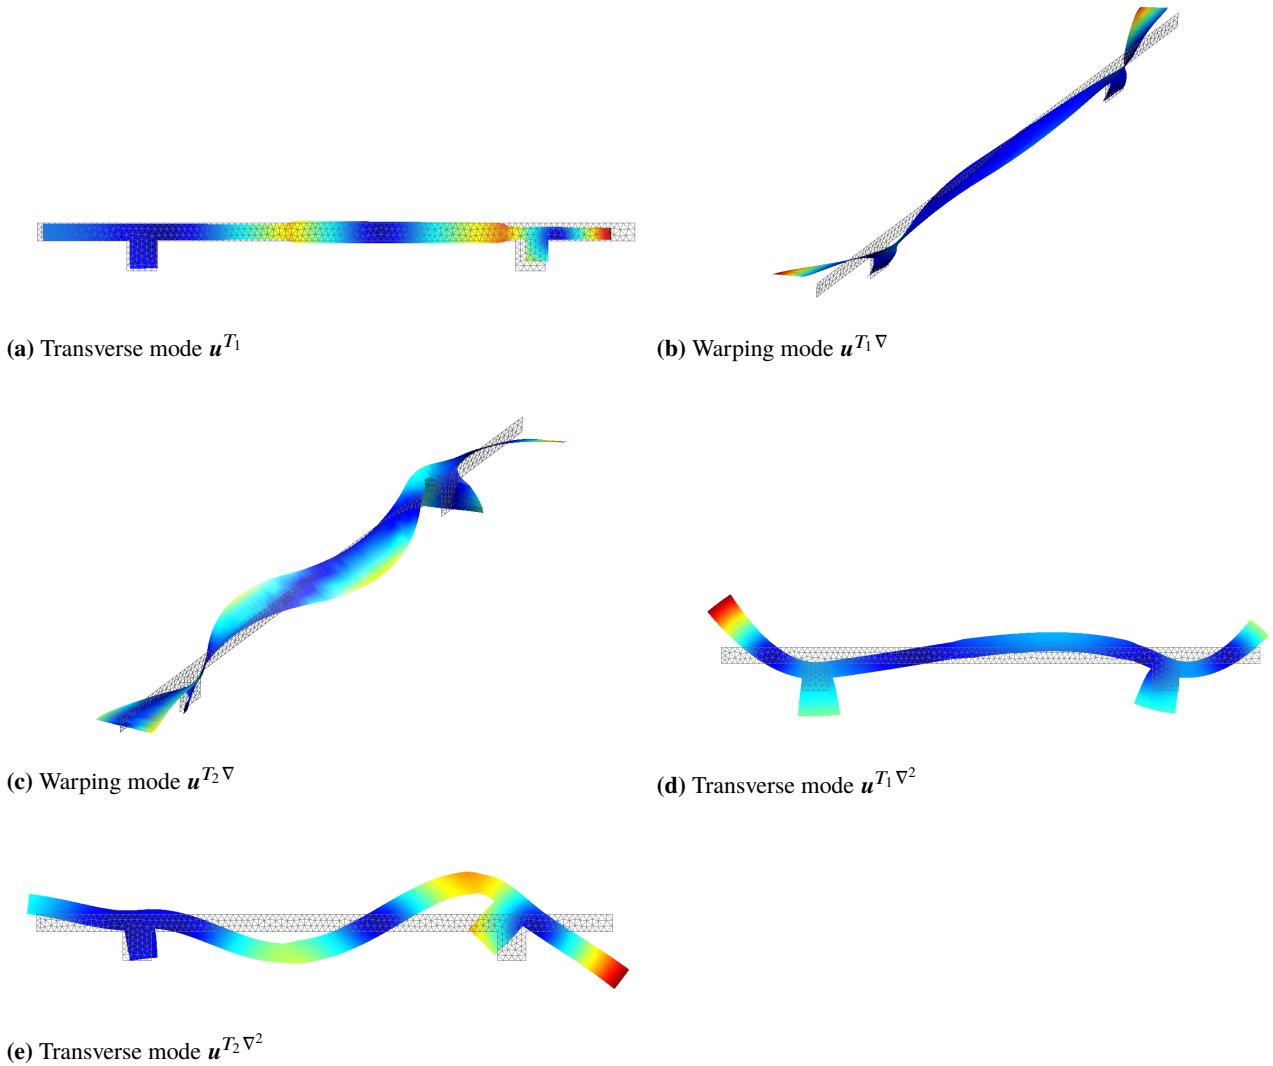 (a) Transverse mode u^{T_1}
(b) Warping mode u^{T_1 ∇}
(c) Warping mode u^{T_2 ∇}
(d) Transverse mode u^{T_1 ∇^2}
(e) Transverse mode u^{T_2 ∇^2}